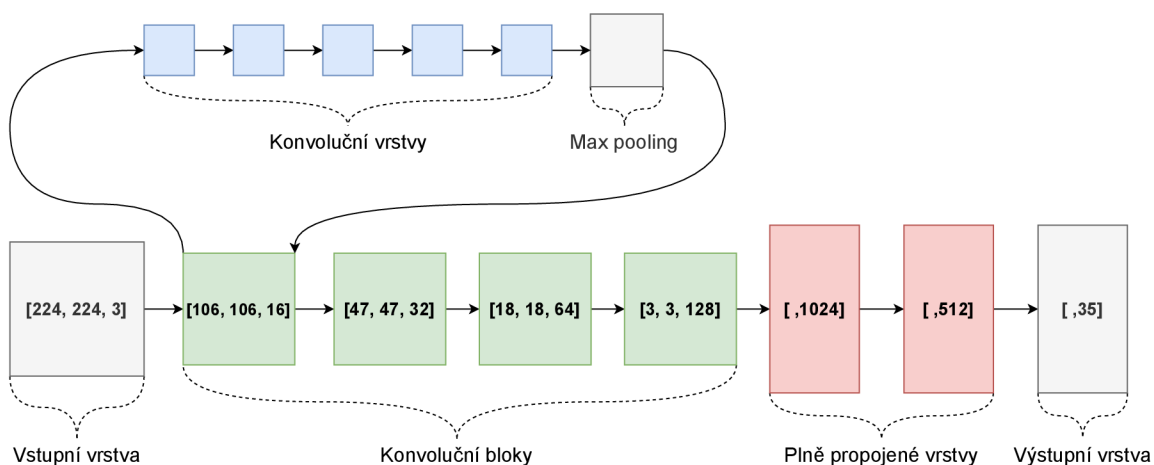 Konvoluční vrstvy
Max pooling
[224, 224, 3]
[106, 106, 16]
[47, 47, 32]
[18, 18, 64]
[3, 3, 128]
[ ,1024]
[ ,512]
[ ,35]
Vstupní vrstva
Konvoluční bloky
Plně propojené vrstvy
Výstupní vrstva